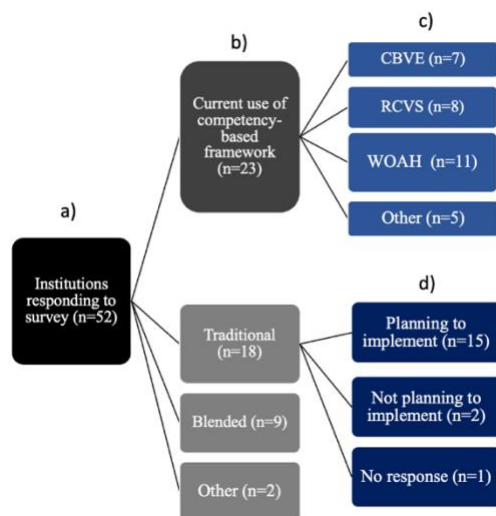 b)
c)
CBVE (n=7)
Current use of
competency-
based
framework
(n=23)
RCVS (n=8)
WOAH (n=11)
Other (n=5)
a)
Institutions
responding to
survey (n=52)
d)
Traditional
(n=18)
Planning to
implement (n=15)
Blended (n=9)
Not planning to
implement (n=2)
Other (n=2)
No response (n=1)